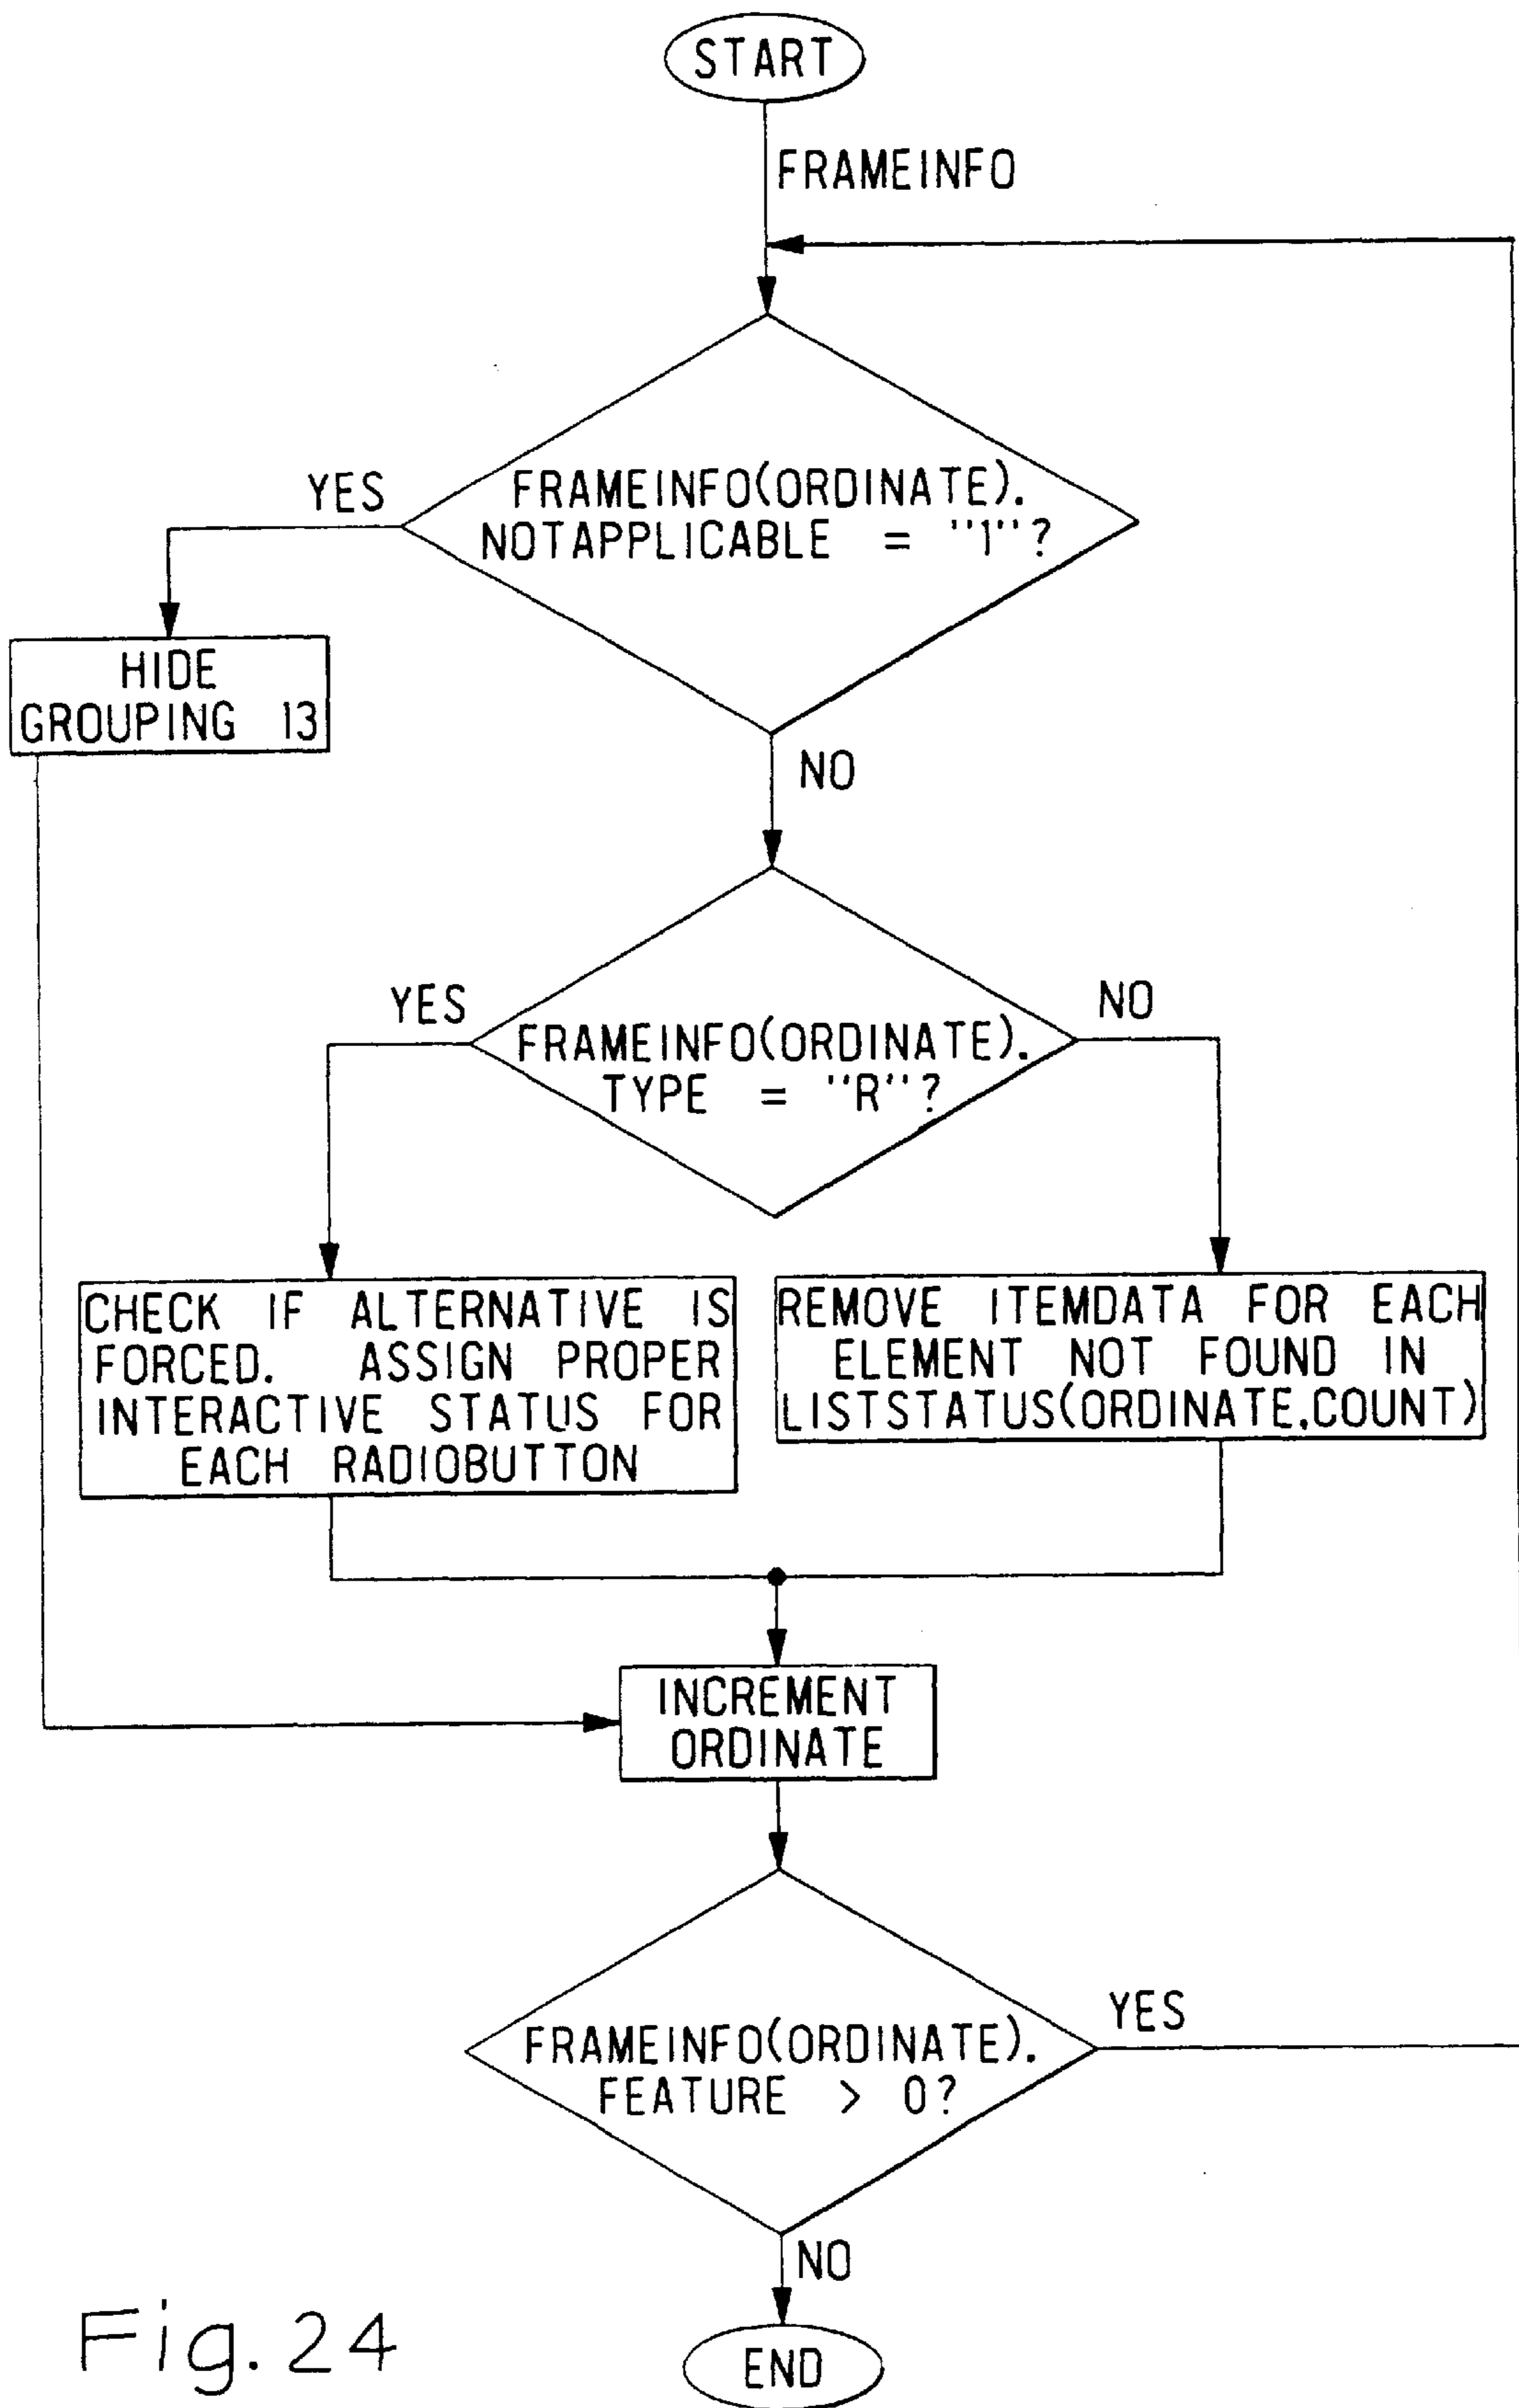 START
FRAMEINFO
YES
FRAMEINFO(ORDINATE).
NOTAPPLICABLE = "1"?
HIDE
GROUPING 13
NO
YES
NO
FRAMEINFO(ORDINATE).
TYPE = "R"?
CHECK IF ALTERNATIVE IS
FORCED. ASSIGN PROPER
INTERACTIVE STATUS FOR
EACH RADIOBUTTON
REMOVE ITEMDATA FOR EACH
ELEMENT NOT FOUND IN
LISTSTATUS(ORDINATE,COUNT)
INCREMENT
ORDINATE
YES
FRAMEINFO(ORDINATE).
FEATURE > 0?
NO
END
Fig. 24